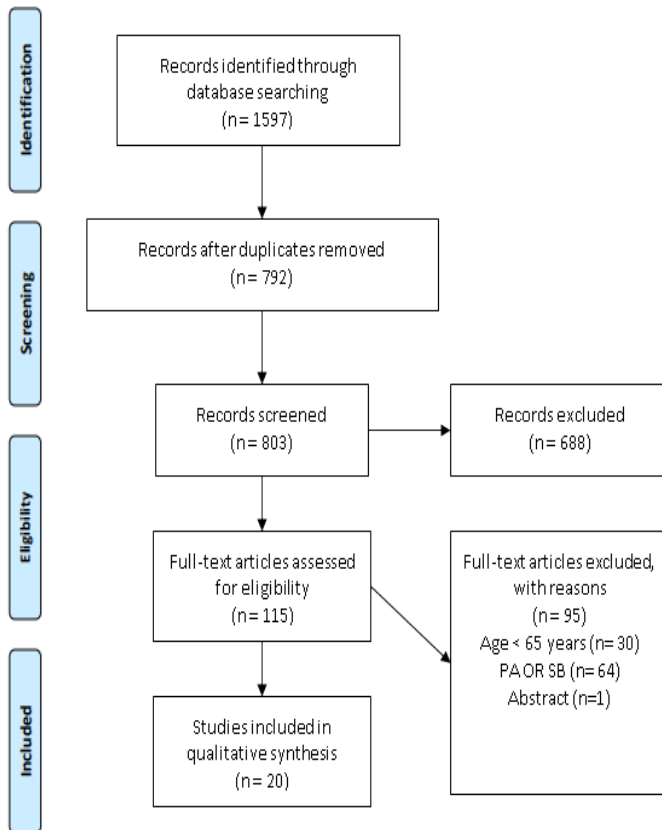 Identification
Records identified through
database searching
(n= 1597)
Screening
Records after duplicates removed
(n= 792)
Records screened
(n= 803)
Records excluded
(n= 688)
Eligibility
Full-text articles assessed
for eligibility
(n= 115)
Full-text articles excluded,
with reasons
(n= 95)
Age < 65 years (n= 30)
PA OR SB (n= 64)
Abstract (n=1)
Included
Studies included in
qualitative synthesis
(n= 20)